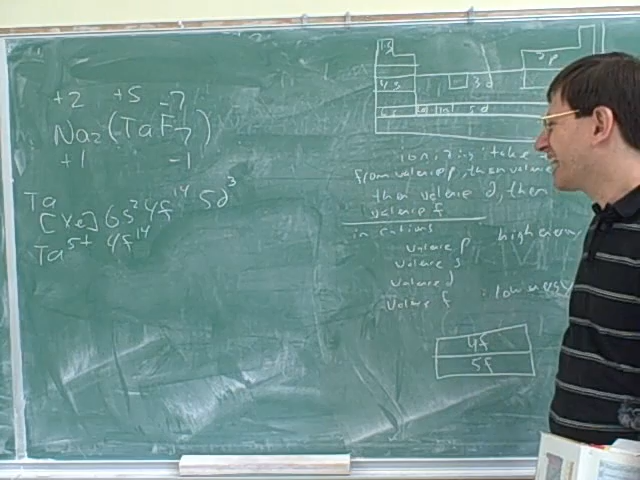 +2 +5 -7
Na2(TaF7)
+1 -1
Ta
[Xe] 6s² 4f¹⁴ 5d³
Ta⁵⁺ 4f¹⁴
1s
2p
4s 3d
6s 5d
ionizing: take
from valence p, then valence
then valence d, then
valence f
in cations
valence p high energy
valence s
valence d
valence f low energy
4f
5f